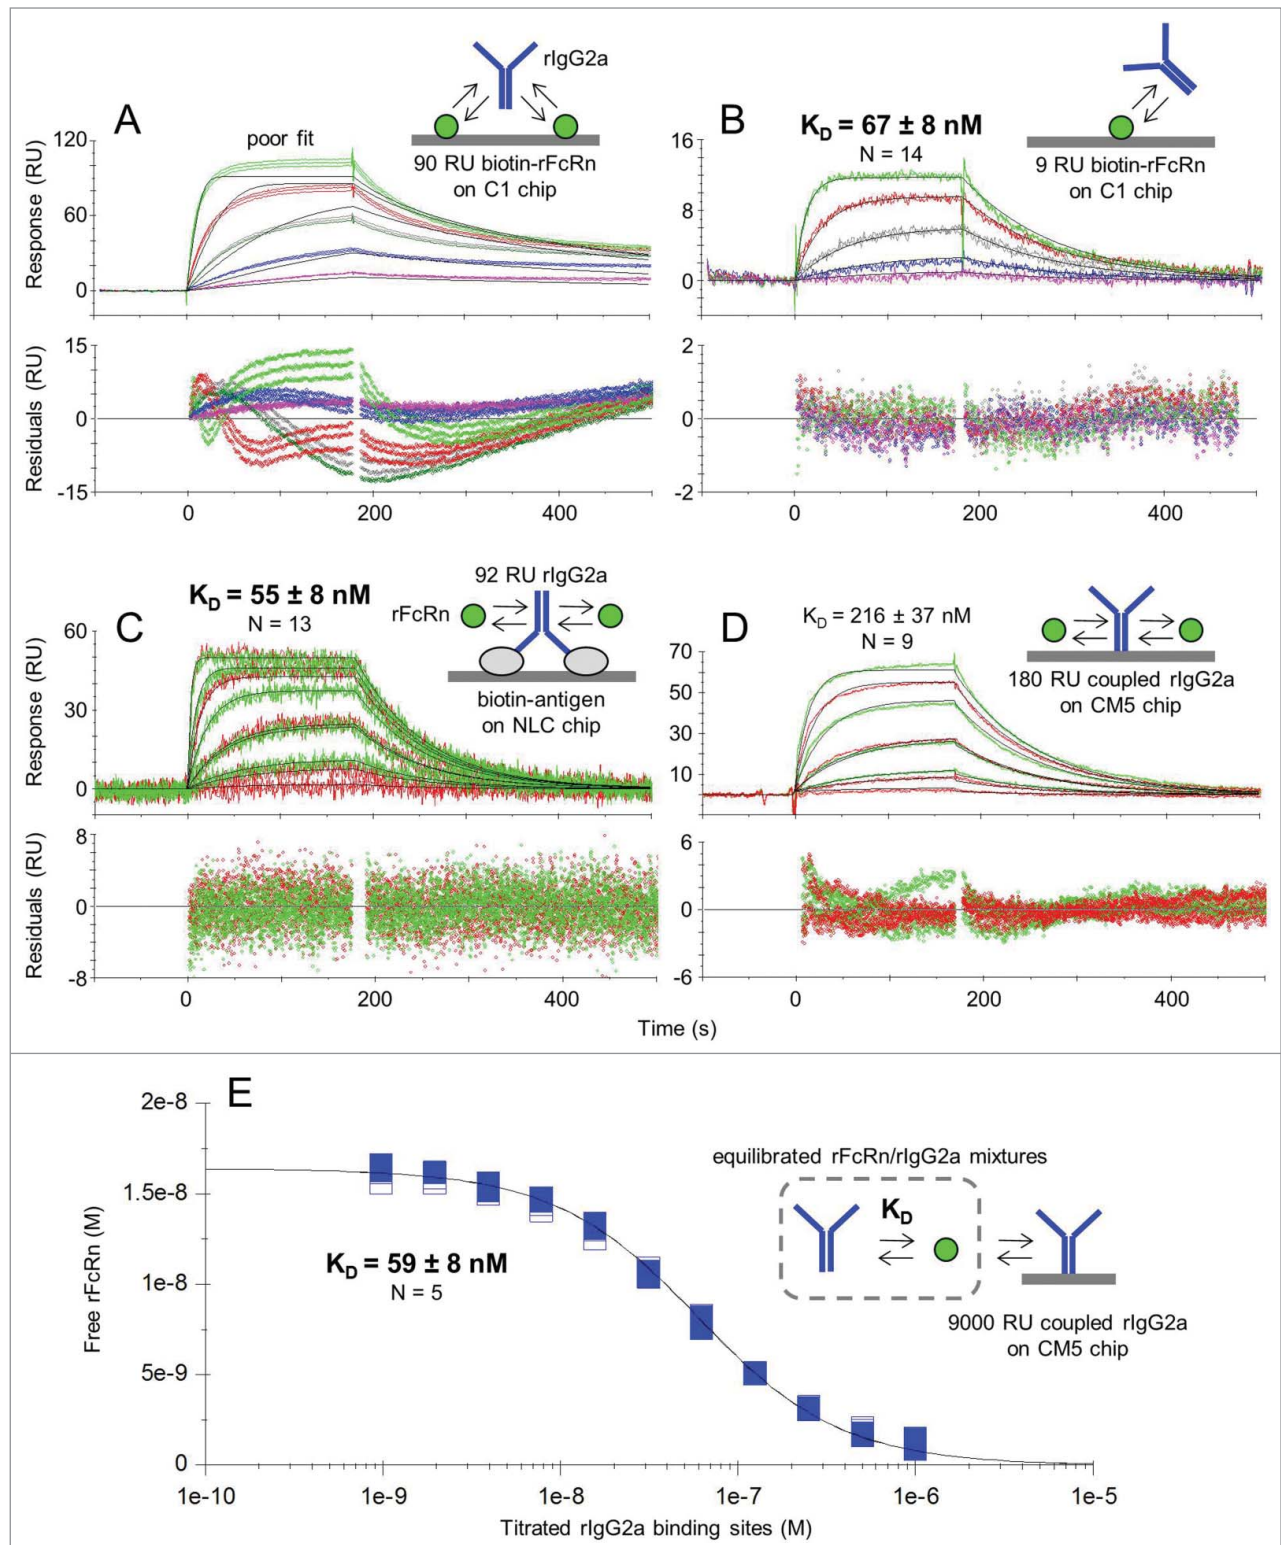 A
poor fit
rIgG2a
90 RU biotin-rFcRn
on C1 chip
Response (RU)
120
60
0
Residuals (RU)
15
0
-15
0
200
400
B
K_D = 67 ± 8 nM
N = 14
9 RU biotin-rFcRn
on C1 chip
16
12
8
4
0
-4
2
0
-2
0
200
400
C
K_D = 55 ± 8 nM
N = 13
92 RU rIgG2a
rFcRn
biotin-antigen
on NLC chip
Response (RU)
60
30
0
Residuals (RU)
8
0
-8
0
200
400
D
K_D = 216 ± 37 nM
N = 9
180 RU coupled rIgG2a
on CM5 chip
70
50
30
10
6
0
-6
0
200
400
Time (s)
E
Free rFcRn (M)
2e-8
1.5e-8
1e-8
5e-9
0
K_D = 59 ± 8 nM
N = 5
equilibrated rFcRn/rIgG2a mixtures
K_D
9000 RU coupled rIgG2a
on CM5 chip
1e-10
1e-9
1e-8
1e-7
1e-6
1e-5
Titrated rIgG2a binding sites (M)